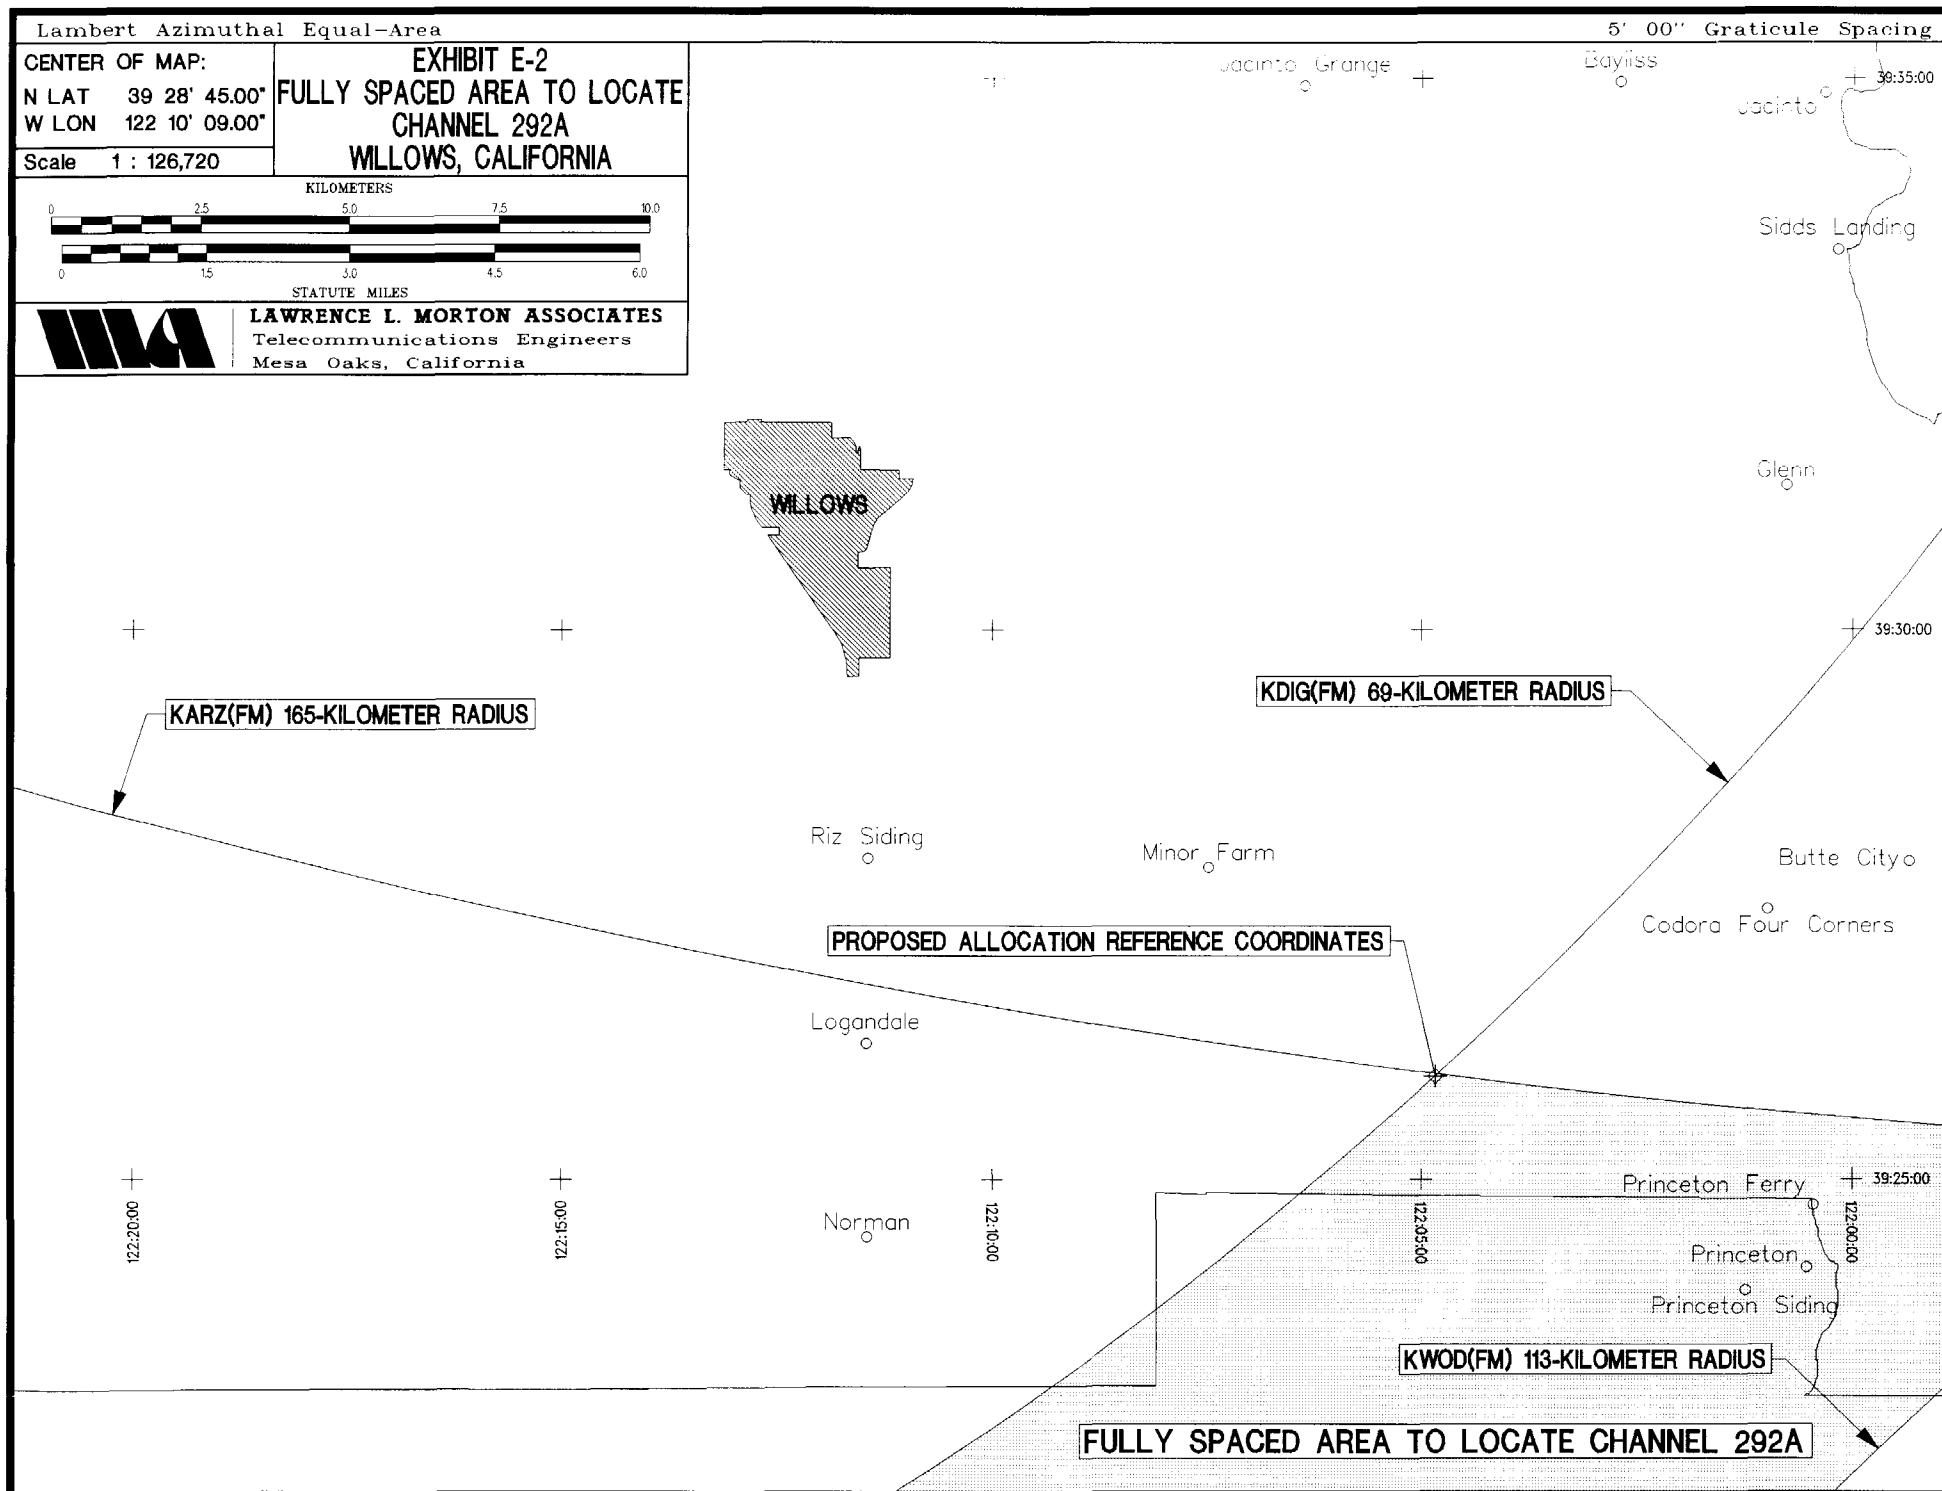 Lambert Azimuthal Equal-Area
5' 00" Graticule Spacing
CENTER OF MAP:
N LAT 39 28' 45.00"
W LON 122 10' 09.00"
Scale 1 : 126,720
EXHIBIT E-2
FULLY SPACED AREA TO LOCATE
CHANNEL 292A
WILLOWS, CALIFORNIA
KILOMETERS
0 2.5 5.0 7.5 10.0
0 1.5 3.0 4.5 6.0
STATUTE MILES
LAWRENCE L. MORTON ASSOCIATES
Telecommunications Engineers
Mesa Oaks, California
Jacinto Grange
Bayliss
39:35:00
Jacinto
Sidds Landing
Glenn
WILLOWS
39:30:00
KDIG(FM) 69-KILOMETER RADIUS
KARZ(FM) 165-KILOMETER RADIUS
Riz Siding
Minor Farm
Butte City
Codora Four Corners
PROPOSED ALLOCATION REFERENCE COORDINATES
Logandale
Princeton Ferry
39:25:00
122:20:00
122:15:00
Norman
122:10:00
122:05:00
122:00:00
Princeton
Princeton Siding
KWOD(FM) 113-KILOMETER RADIUS
FULLY SPACED AREA TO LOCATE CHANNEL 292A